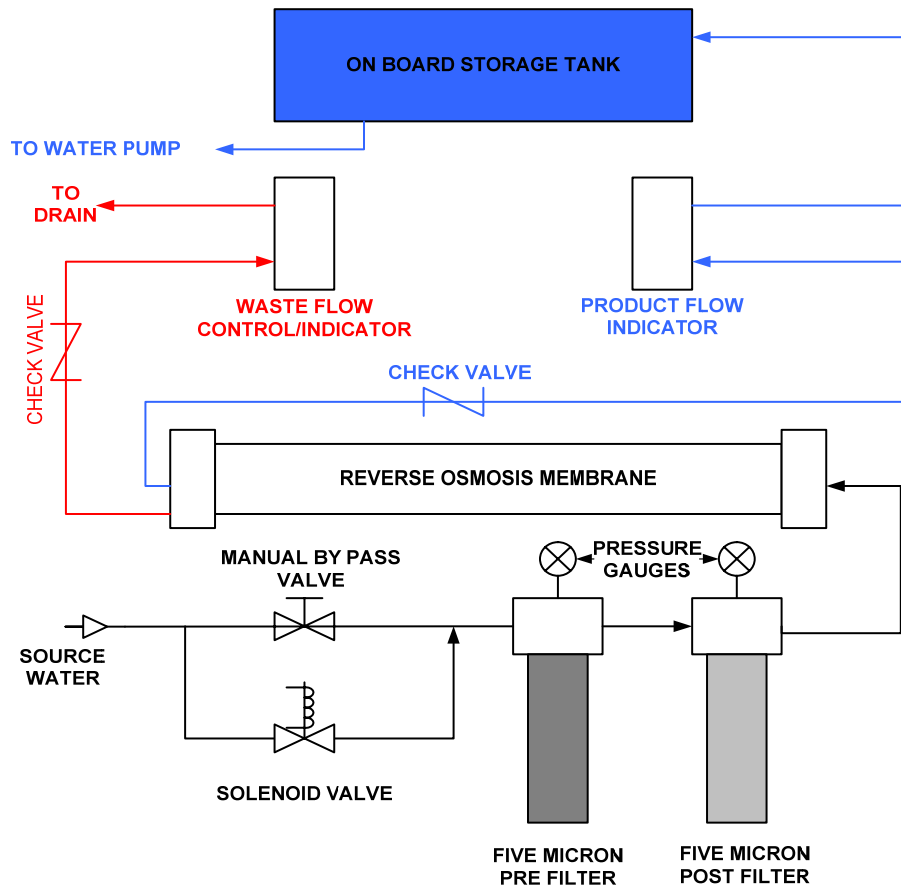 ON BOARD STORAGE TANK
TO WATER PUMP
TO
DRAIN
WASTE FLOW
CONTROL/INDICATOR
PRODUCT FLOW
INDICATOR
CHECK VALVE
CHECK VALVE
REVERSE OSMOSIS MEMBRANE
MANUAL BY PASS
VALVE
PRESSURE
GAUGES
SOURCE
WATER
SOLENOID VALVE
FIVE MICRON
PRE FILTER
FIVE MICRON
POST FILTER